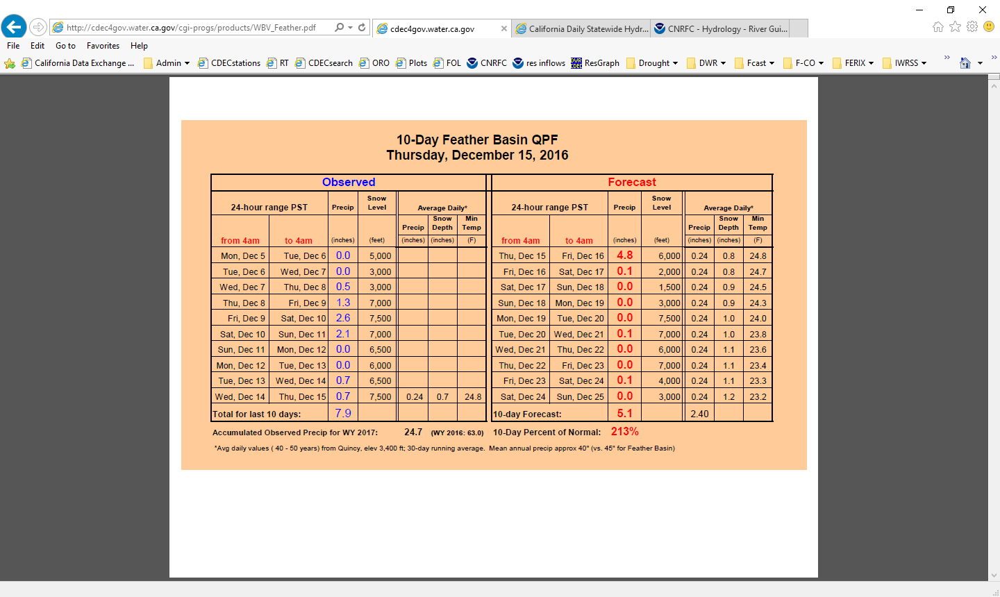 http://cdec4gov.water.ca.gov/cgi-progs/products/WBV_Feather.pdf
cdec4gov.water.ca.gov
California Daily Statewide Hydr...
CNRFC - Hydrology - River Gui...
File Edit Go to Favorites Help
California Data Exchange ... Admin CDECstations RT CDECsearch ORO Plots FOL CNRFC res inflows ResGraph Drought DWR Fcast F-CO FERIX IWRSS
10-Day Feather Basin QPF
Thursday, December 15, 2016
Observed Forecast
24-hour range PST Precip Snow Level Average Daily* 24-hour range PST Precip Snow Level Average Daily*
Precip Snow Depth Min Temp Precip Snow Depth Min Temp
from 4am to 4am (inches) (feet) (inches) (inches) (F) from 4am to 4am (inches) (feet) (inches) (inches) (F)
Mon, Dec 5 Tue, Dec 6 0.0 5,000 Thu, Dec 15 Fri, Dec 16 4.8 6,000 0.24 0.8 24.8
Tue, Dec 6 Wed, Dec 7 0.0 3,000 Fri, Dec 16 Sat, Dec 17 0.1 2,000 0.24 0.8 24.7
Wed, Dec 7 Thu, Dec 8 0.5 3,000 Sat, Dec 17 Sun, Dec 18 0.0 1,500 0.24 0.9 24.5
Thu, Dec 8 Fri, Dec 9 1.3 7,000 Sun, Dec 18 Mon, Dec 19 0.0 3,000 0.24 0.9 24.3
Fri, Dec 9 Sat, Dec 10 2.6 7,500 Mon, Dec 19 Tue, Dec 20 0.0 7,500 0.24 1.0 24.0
Sat, Dec 10 Sun, Dec 11 2.1 7,000 Tue, Dec 20 Wed, Dec 21 0.1 7,000 0.24 1.0 23.8
Sun, Dec 11 Mon, Dec 12 0.0 6,500 Wed, Dec 21 Thu, Dec 22 0.0 6,000 0.24 1.1 23.6
Mon, Dec 12 Tue, Dec 13 0.0 6,000 Thu, Dec 22 Fri, Dec 23 0.0 7,000 0.24 1.1 23.4
Tue, Dec 13 Wed, Dec 14 0.7 6,500 Fri, Dec 23 Sat, Dec 24 0.1 4,000 0.24 1.1 23.3
Wed, Dec 14 Thu, Dec 15 0.7 7,500 0.24 0.7 24.8 Sat, Dec 24 Sun, Dec 25 0.0 3,000 0.24 1.2 23.2
Total for last 10 days: 7.9 10-day Forecast: 5.1 2.40
Accumulated Observed Precip for WY 2017: 24.7 (WY 2016: 63.0) 10-Day Percent of Normal: 213%
*Avg daily values ( 40 - 50 years) from Quincy, elev 3,400 ft; 30-day running average. Mean annual precip approx 40" (vs. 45" for Feather Basin)